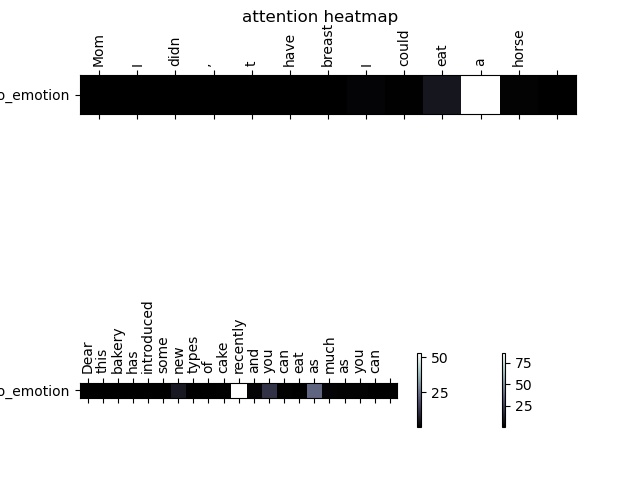 attention heatmap
Mom I didn ’ t have breast I could eat a horse
o_emotion
Dear this bakery has introduced some new types of cake recently and you can eat as much as you can
o_emotion
50
25
75
50
25